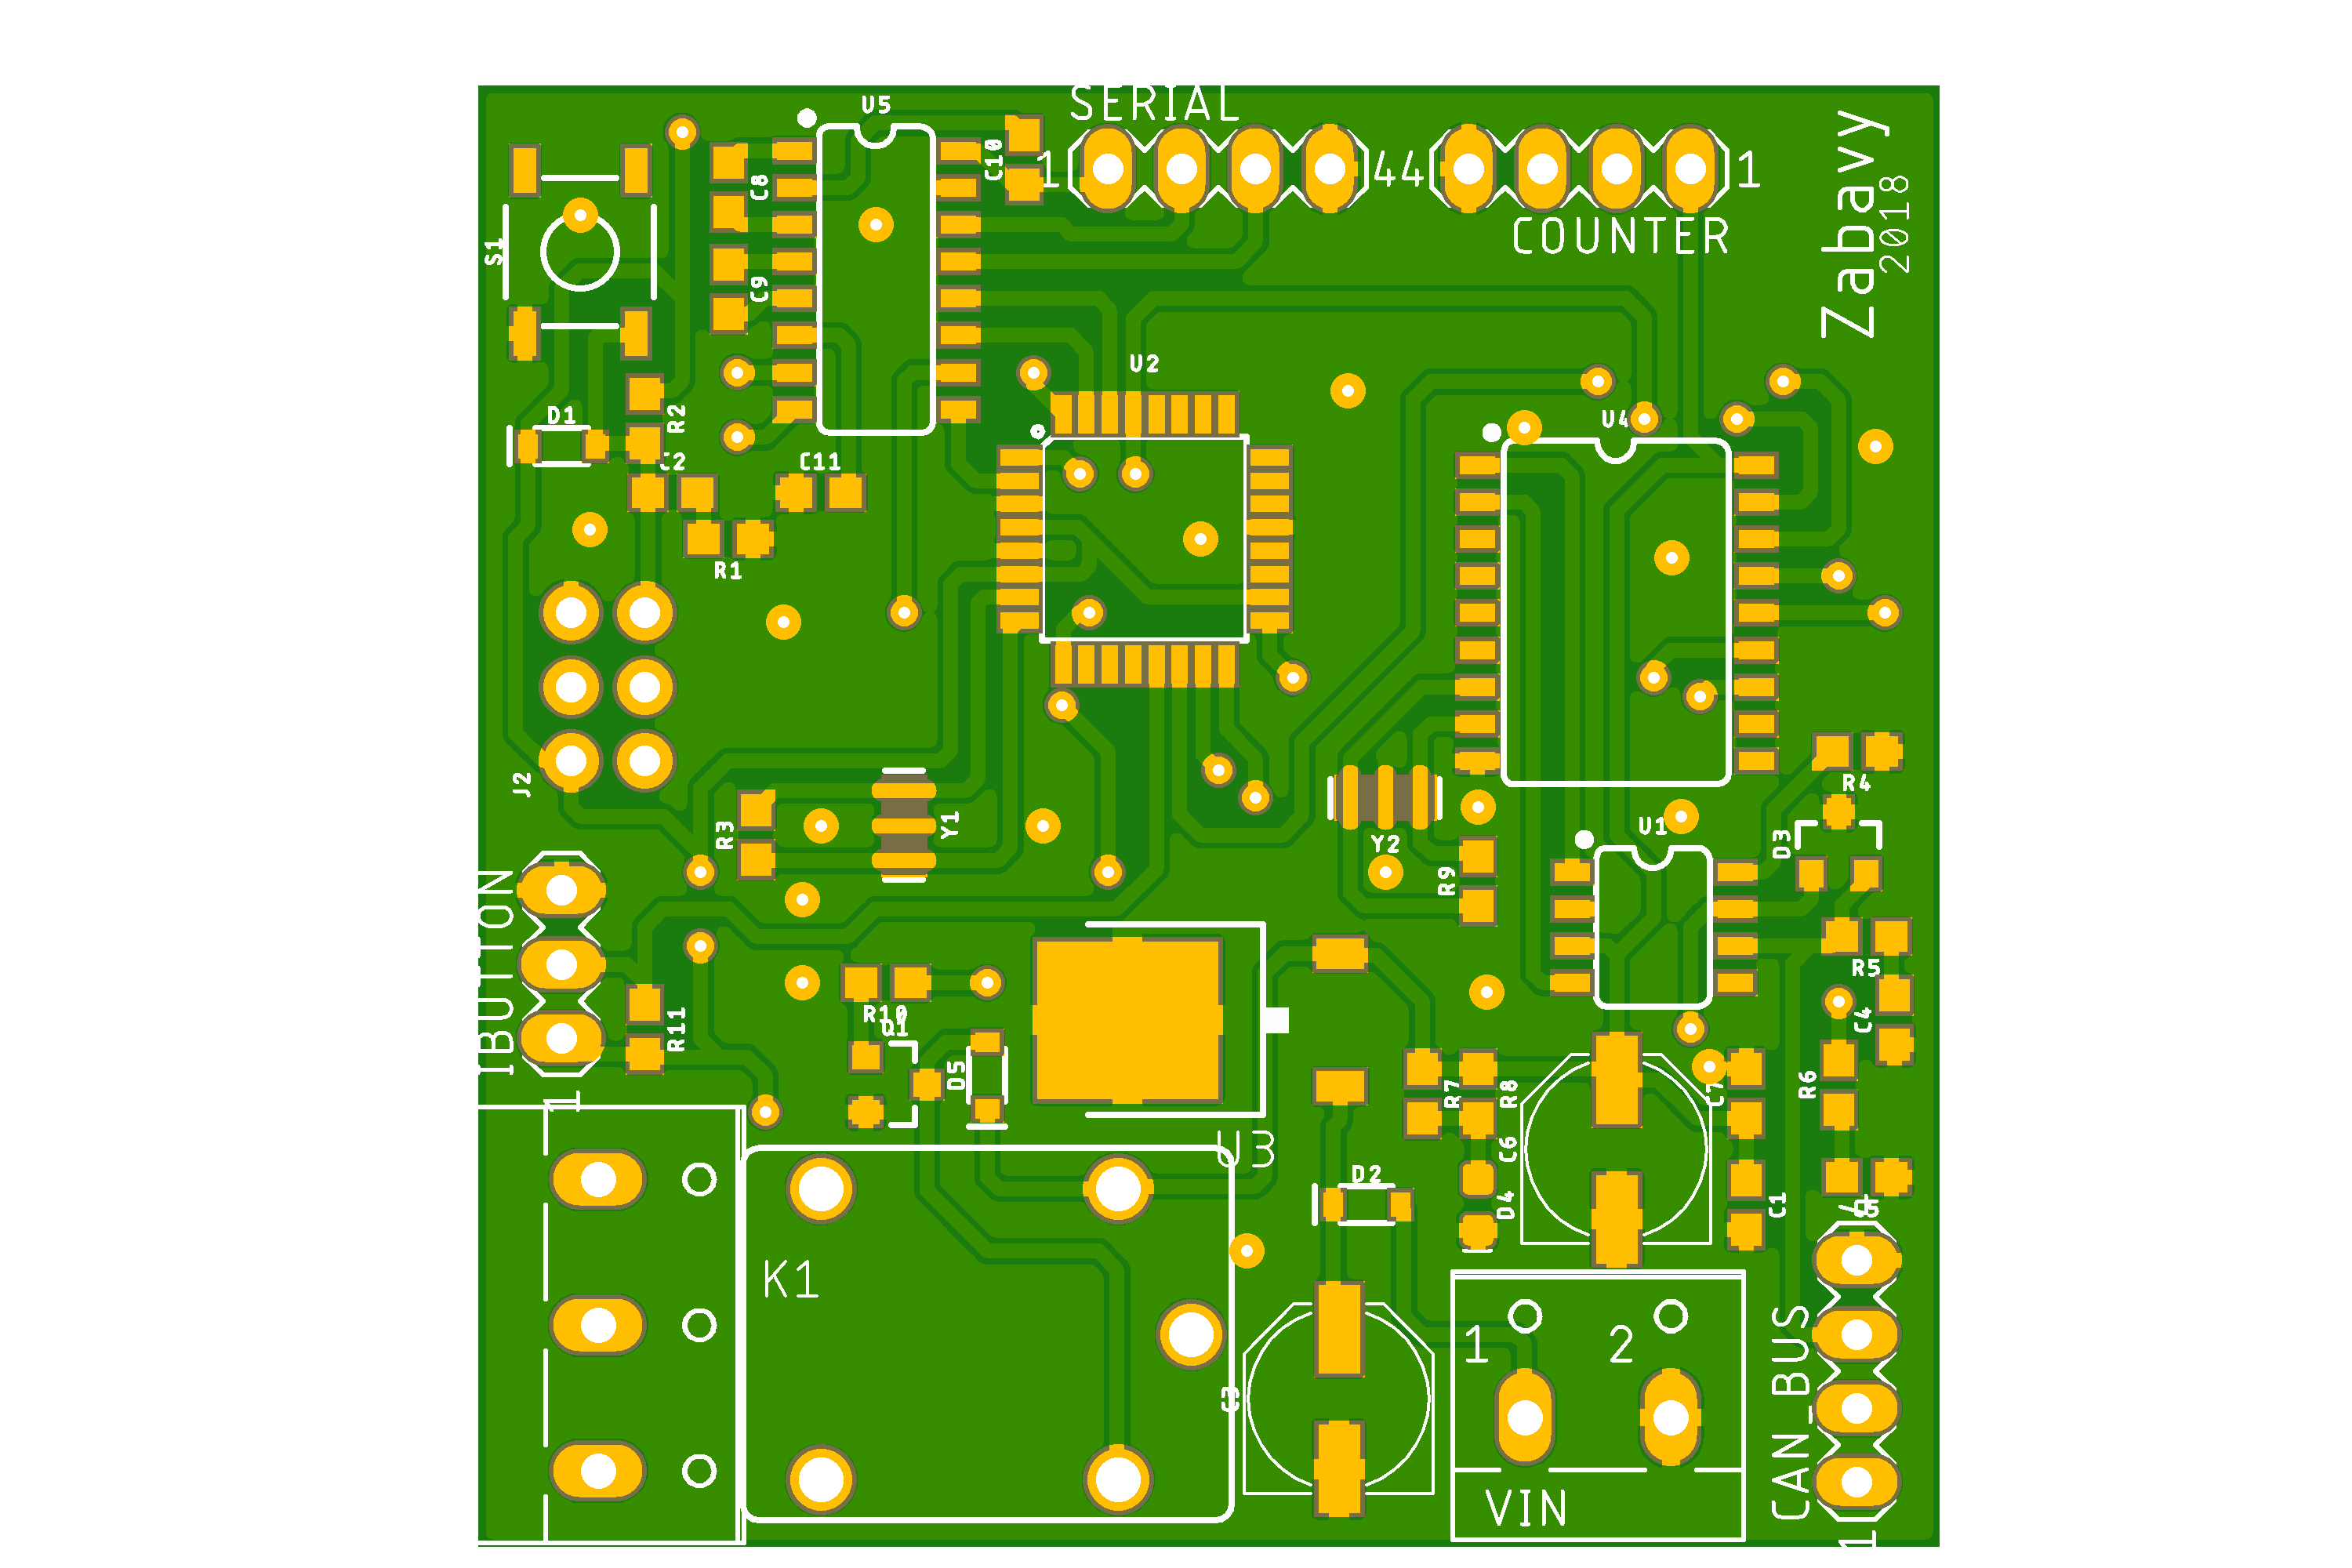 SERIAL
U5
C10
1
44
1
C8
COUNTER
Zabavy
2018
S1
C9
U2
D1
R2
U4
C2
C11
R1
J2
R3
Y1
Y2
R9
U1
D3
R4
IBUTTON
1
R11
R10
Q1
D5
R5
C4
R6
R7
R8
C7
C6
U3
D2
D4
C1
4
C5
K1
C3
1
2
VIN
CAN_BUS
1